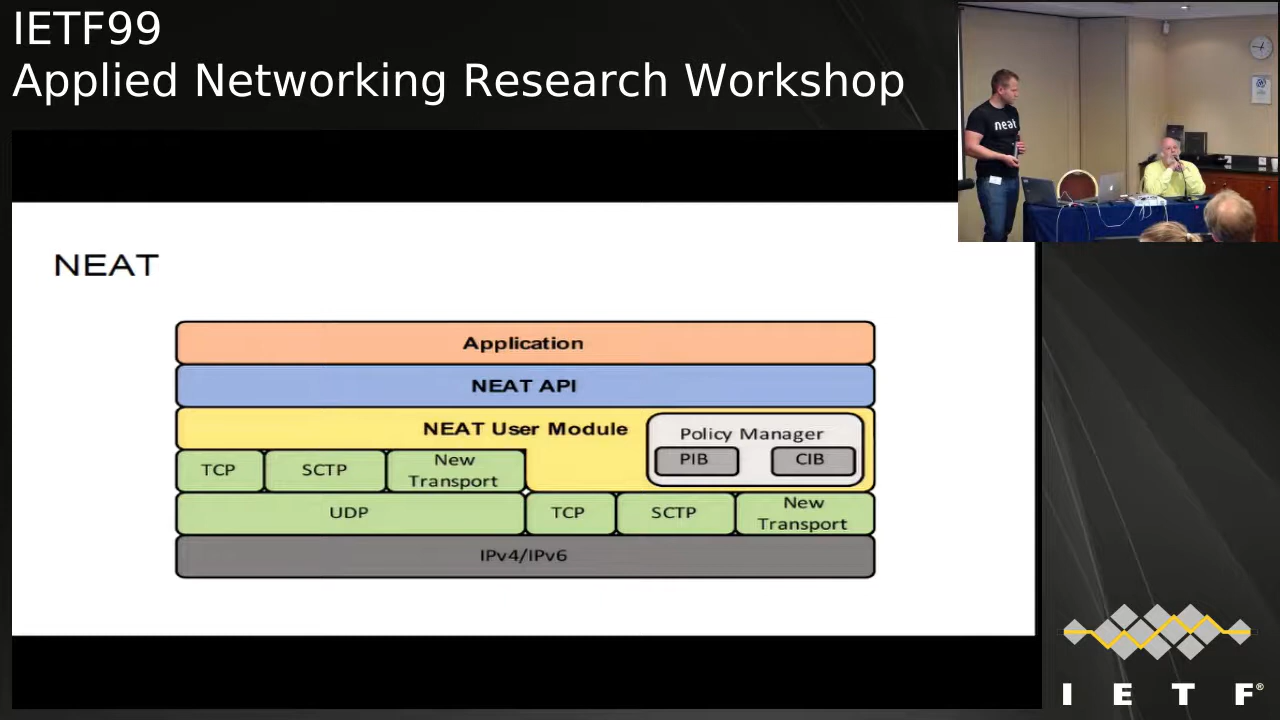 IETF99
Applied Networking Research Workshop
neat
NEAT
Application
NEAT API
NEAT User Module
Policy Manager
PIB
CIB
TCP
SCTP
New
Transport
UDP
TCP
SCTP
New
Transport
IPv4/IPv6
I E T F®